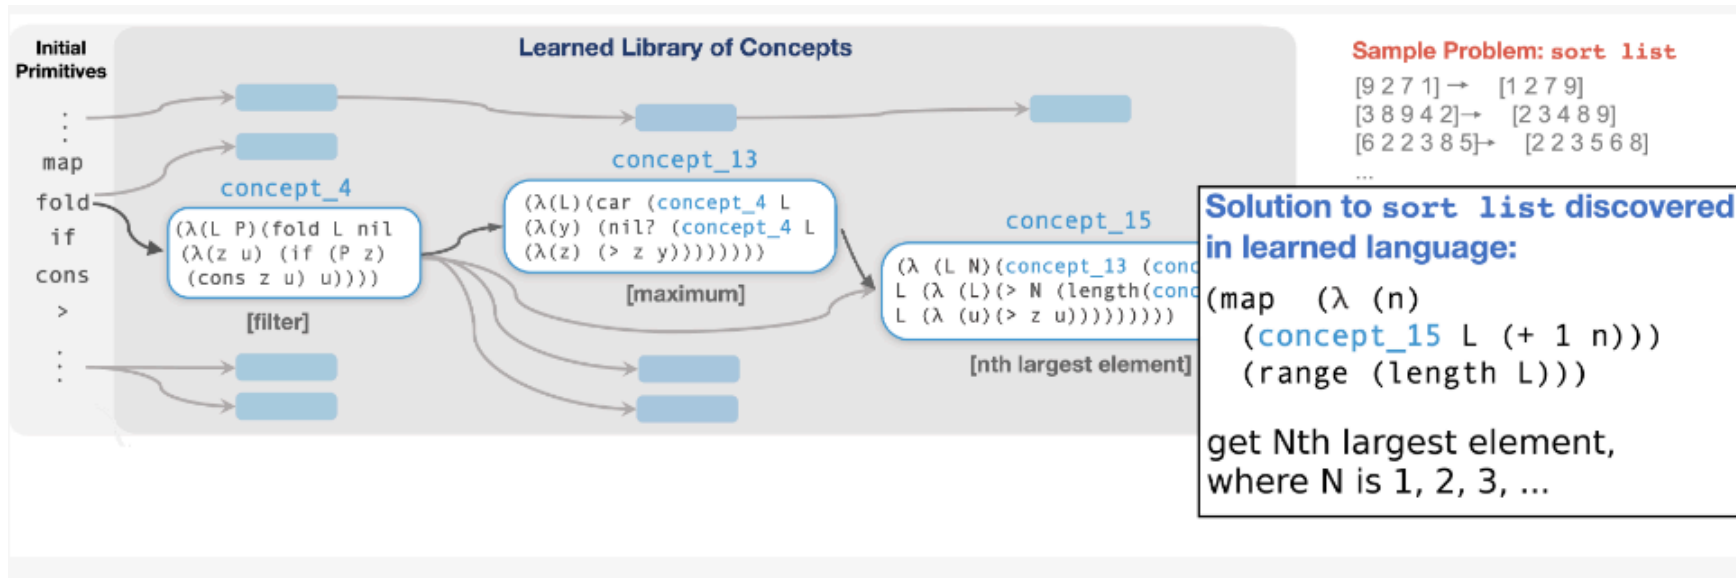 Initial
Primitives
⋮
map
fold
if
cons
>
⋮
Learned Library of Concepts
concept_4
(λ(L P)(fold L nil
(λ(z u) (if (P z)
(cons z u) u))))
[filter]
concept_13
(λ(L)(car (concept_4 L
(λ(y) (nil? (concept_4 L
(λ(z) (> z y))))))))
[maximum]
concept_15
(λ (L N)(concept_13 (conc
L (λ (L)(> N (length(conc
L (λ (u)(> z u)))))))))
[nth largest element]
Sample Problem: sort list
[9 2 7 1] → [1 2 7 9]
[3 8 9 4 2]→ [2 3 4 8 9]
[6 2 2 3 8 5]→ [2 2 3 5 6 8]
...
Solution to sort list discovered
in learned language:
(map (λ (n)
(concept_15 L (+ 1 n)))
(range (length L)))
get Nth largest element,
where N is 1, 2, 3, ...